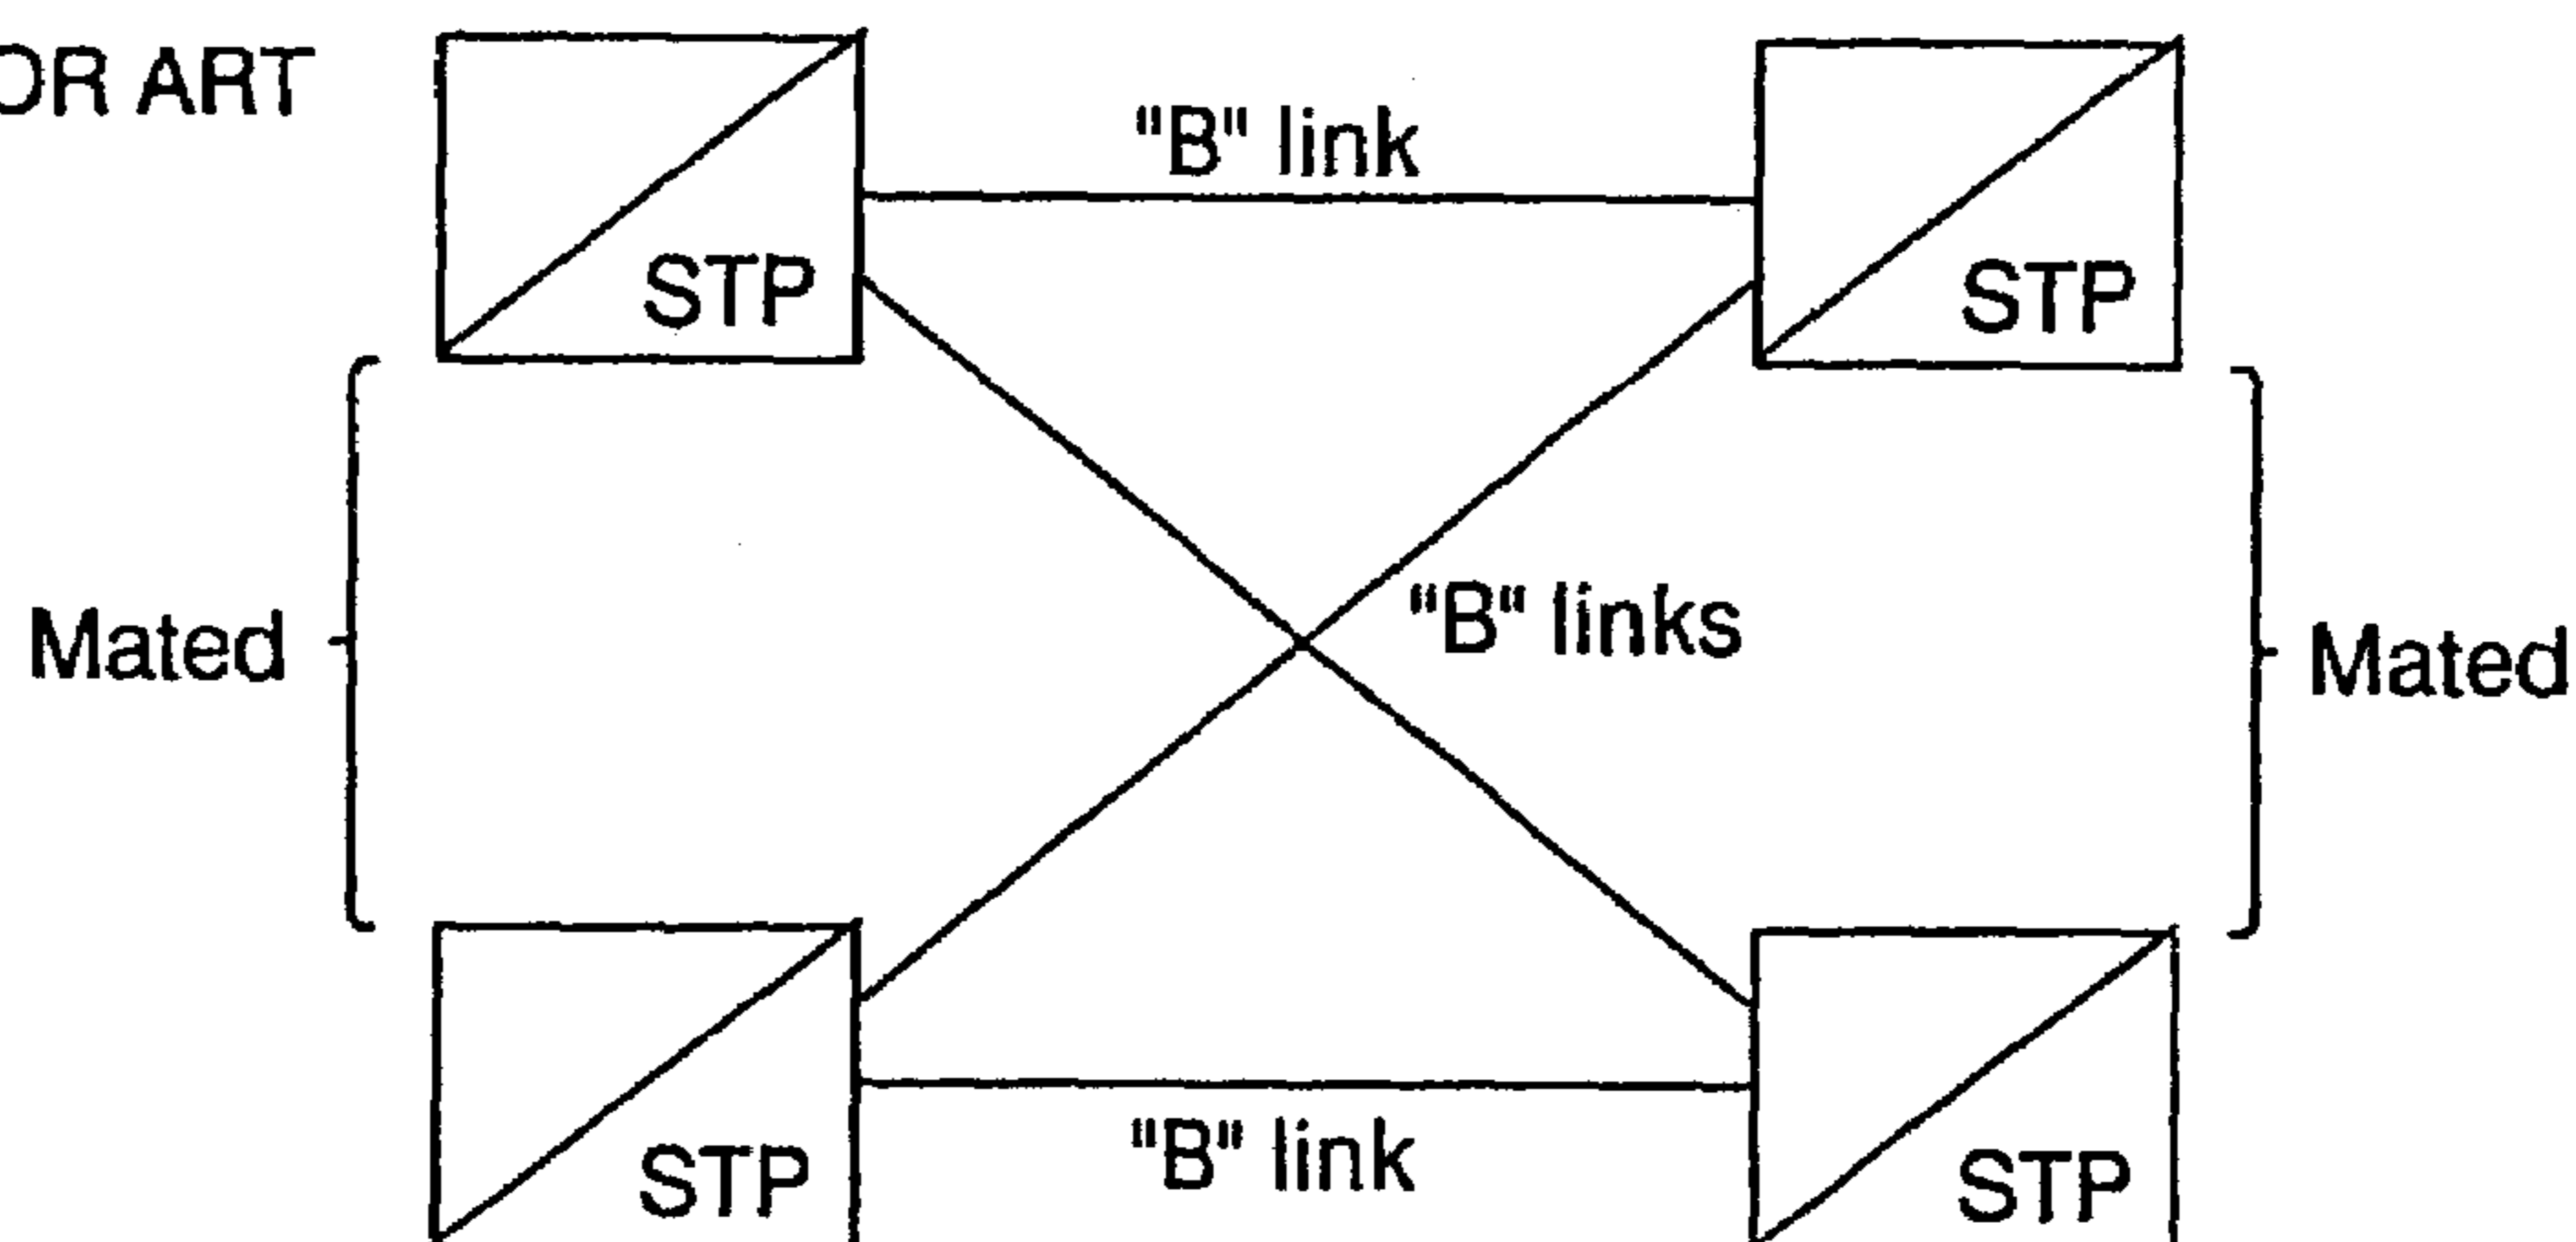 OR ART
"B" link
STP
STP
"B" links
Mated
Mated
"B" link
STP
STP